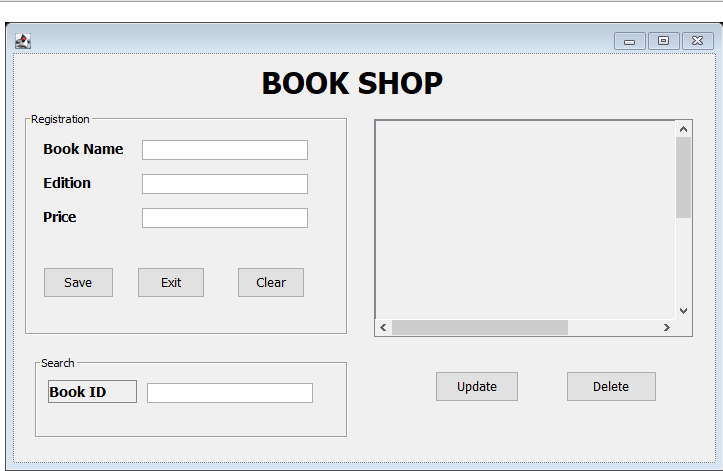 BOOK SHOP
Registration
Book Name
Edition
Price
Save Exit Clear
Search
Book ID
Update Delete